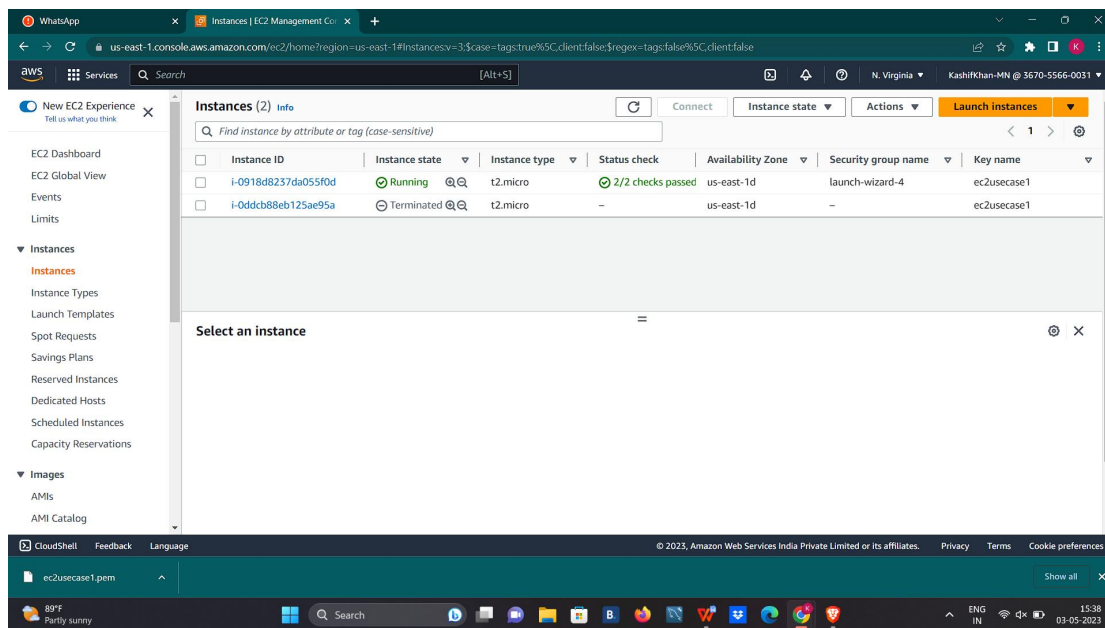 WhatsApp
Instances | EC2 Management Con
us-east-1.console.aws.amazon.com/ec2/home?region=us-east-1#Instances:v=3;$case=tags:true%5C,client:false;$regex=tags:false%5C,client:false
K
aws Services Search [Alt+S] N. Virginia KashifKhan-MN @ 3670-5566-0031
New EC2 Experience
Tell us what you think
EC2 Dashboard
EC2 Global View
Events
Limits
Instances
Instances
Instance Types
Launch Templates
Spot Requests
Savings Plans
Reserved Instances
Dedicated Hosts
Scheduled Instances
Capacity Reservations
Images
AMIs
AMI Catalog
Instances (2) Info Connect Instance state Actions Launch instances
Find instance by attribute or tag (case-sensitive) 1
Instance ID Instance state Instance type Status check Availability Zone Security group name Key name
i-0918d8237da055f0d Running t2.micro 2/2 checks passed us-east-1d launch-wizard-4 ec2usecase1
i-0ddcb88eb125ae95a Terminated t2.micro – us-east-1d – ec2usecase1
Select an instance
CloudShell Feedback Language © 2023, Amazon Web Services India Private Limited or its affiliates. Privacy Terms Cookie preferences
ec2usecase1.pem Show all
89°F
Partly sunny
Search
ENG
IN
15:38
03-05-2023